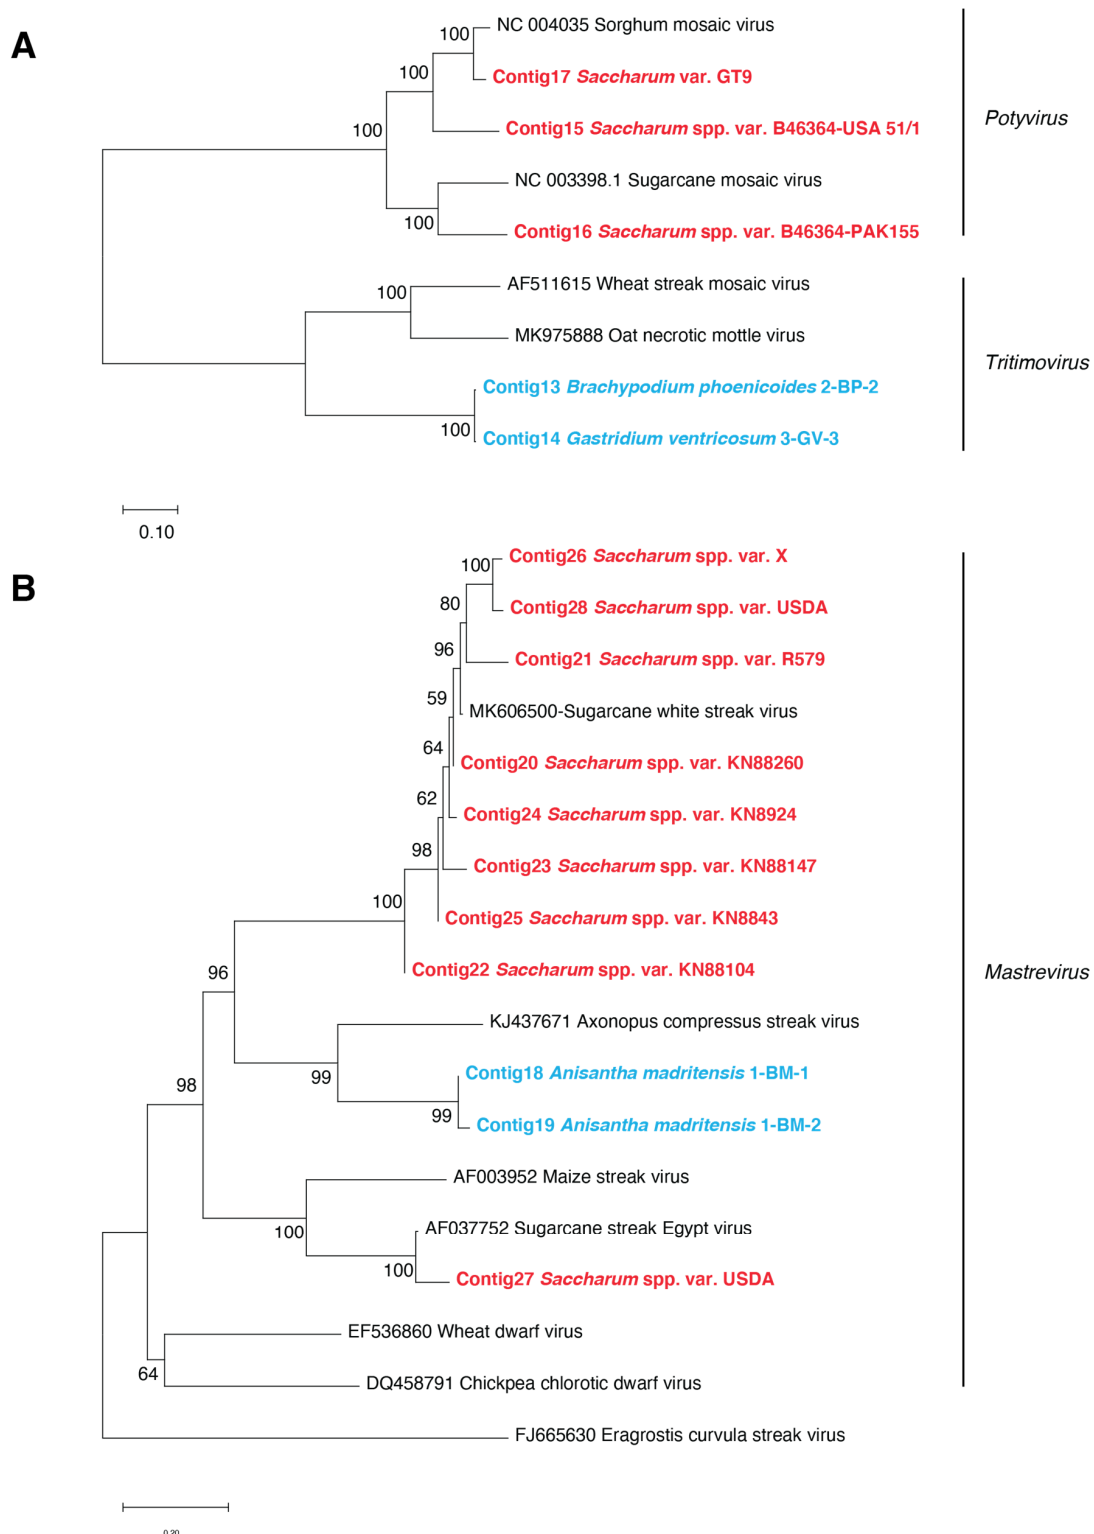 A
NC 004035 Sorghum mosaic virus
100
Contig17 Saccharum var. GT9
100
Potyvirus
Contig15 Saccharum spp. var. B46364-USA 51/1
100
NC 003398.1 Sugarcane mosaic virus
100
Contig16 Saccharum spp. var. B46364-PAK155
AF511615 Wheat streak mosaic virus
100
MK975888 Oat necrotic mottle virus
Tritimovirus
Contig13 Brachypodium phoenicoides 2-BP-2
100
Contig14 Gastridium ventricosum 3-GV-3
0.10
B
Contig26 Saccharum spp. var. X
100
Contig28 Saccharum spp. var. USDA
80
96
Contig21 Saccharum spp. var. R579
59
MK606500-Sugarcane white streak virus
64
Contig20 Saccharum spp. var. KN88260
62
Contig24 Saccharum spp. var. KN8924
98
Contig23 Saccharum spp. var. KN88147
100
Contig25 Saccharum spp. var. KN8843
96
Contig22 Saccharum spp. var. KN88104
Mastrevirus
KJ437671 Axonopus compressus streak virus
99
Contig18 Anisantha madritensis 1-BM-1
98
99
Contig19 Anisantha madritensis 1-BM-2
AF003952 Maize streak virus
100
AF037752 Sugarcane streak Egypt virus
100
Contig27 Saccharum spp. var. USDA
EF536860 Wheat dwarf virus
64
DQ458791 Chickpea chlorotic dwarf virus
FJ665630 Eragrostis curvula streak virus
0.20